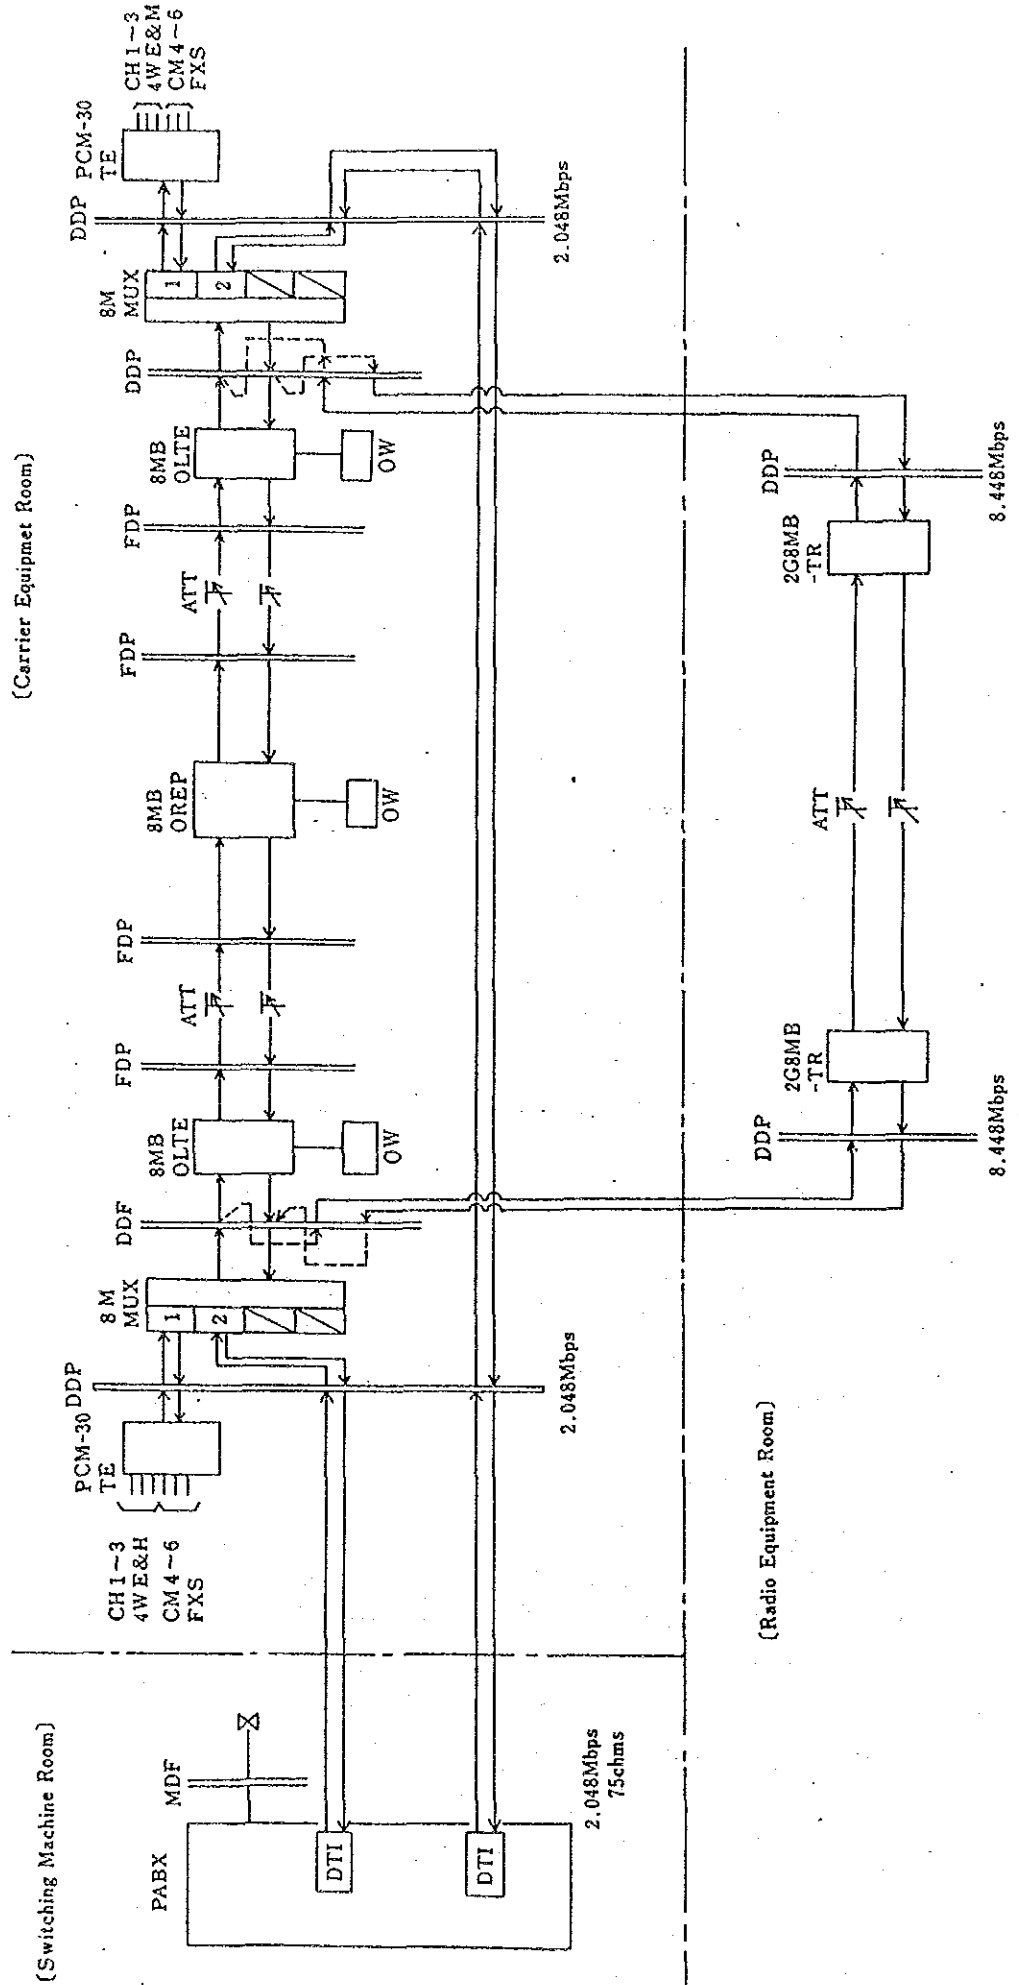 (Switching Machine Room)
PABX
MDF
DTI
DTI
2.048Mbps
75ohms
(Carrier Equipmet Room)
CH1~3
4WE&H
CM4~6
FXS
PCM-30
TE
DDP
2.048Mbps
8M
MUX
1
2
DDF
8MB
OLTE
OW
FDP
ATT
FDP
8MB
OREP
OW
FDP
ATT
FDP
8MB
OLTE
OW
DDP
8M
MUX
1
2
DDP
2.048Mbps
PCM-30
TE
CH1~3
4WE&M
CM4~6
FXS
(Radio Equipment Room)
DDP
8.448Mbps
2G8MB
-TR
ATT
2G8MB
-TR
DDP
8.448Mbps